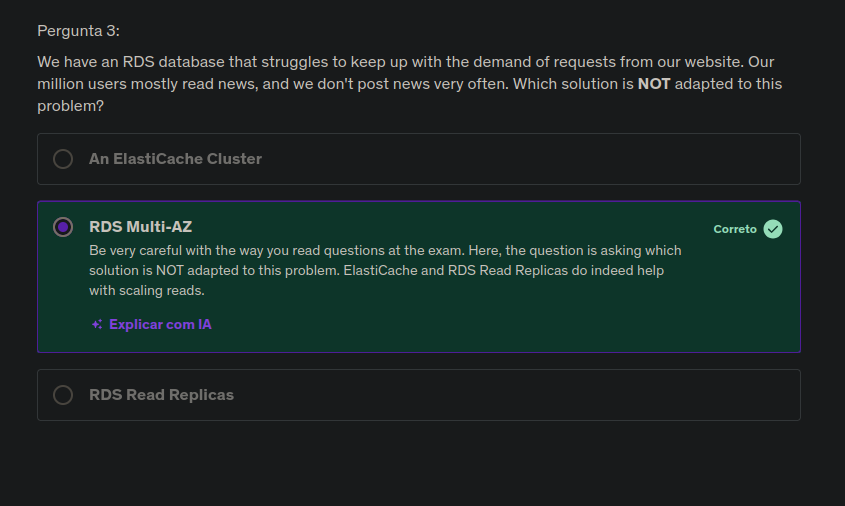 Pergunta 3:
We have an RDS database that struggles to keep up with the demand of requests from our website. Our
million users mostly read news, and we don't post news very often. Which solution is NOT adapted to this
problem?
An ElastiCache Cluster
RDS Multi-AZ
Correto
Be very careful with the way you read questions at the exam. Here, the question is asking which
solution is NOT adapted to this problem. ElastiCache and RDS Read Replicas do indeed help
with scaling reads.
Explicar com IA
RDS Read Replicas